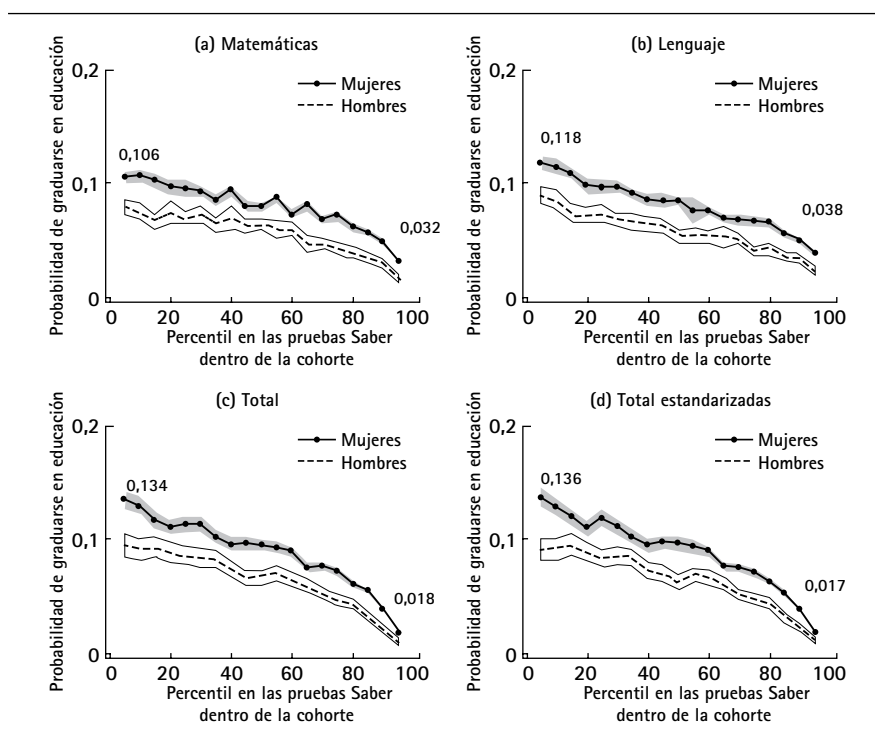 (a) Matemáticas
Probabilidad de graduarse en educación
0,2
0,1
0
Mujeres
Hombres
0,106
0,032
0 20 40 60 80 100
Percentil en las pruebas Saber
dentro de la cohorte
(b) Lenguaje
Probabilidad de graduarse en educación
0,2
0,1
0
Mujeres
Hombres
0,118
0,038
0 20 40 60 80 100
Percentil en las pruebas Saber
dentro de la cohorte
(c) Total
Probabilidad de graduarse en educación
0,2
0,1
0
Mujeres
Hombres
0,134
0,018
0 20 40 60 80 100
Percentil en las pruebas Saber
dentro de la cohorte
(d) Total estandarizadas
Probabilidad de graduarse en educación
0,2
0,1
0
Mujeres
Hombres
0,136
0,017
0 20 40 60 80 100
Percentil en las pruebas Saber
dentro de la cohorte